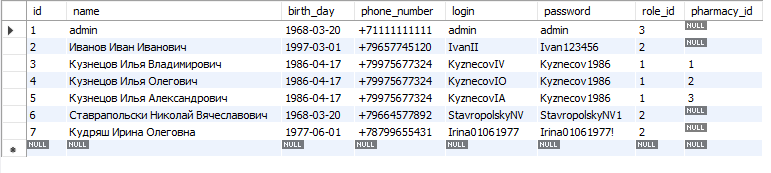 id name birth_day phone_number login password role_id pharmacy_id
1 admin 1968-03-20 +71111111111 admin admin 3 NULL
2 Иванов Иван Иванович 1997-03-01 +79657745120 IvanII Ivan123456 2 NULL
3 Кузнецов Илья Владимирович 1986-04-17 +79975677324 KyznecovIV Kyznecov1986 1 1
4 Кузнецов Илья Олегович 1986-04-17 +79975677324 KyznecovIO Kyznecov1986 1 2
5 Кузнецов Илья Александрович 1986-04-17 +79975677324 KyznecovIA Kyznecov1986 1 3
6 Ставрапольски Николай Вячеславович 1968-03-20 +79664577892 StavropolskyNV StavropolskyNV1 2 NULL
7 Кудряш Ирина Олеговна 1977-06-01 +78799655431 Irina01061977 Irina01061977! 2 NULL
NULL NULL NULL NULL NULL NULL NULL NULL